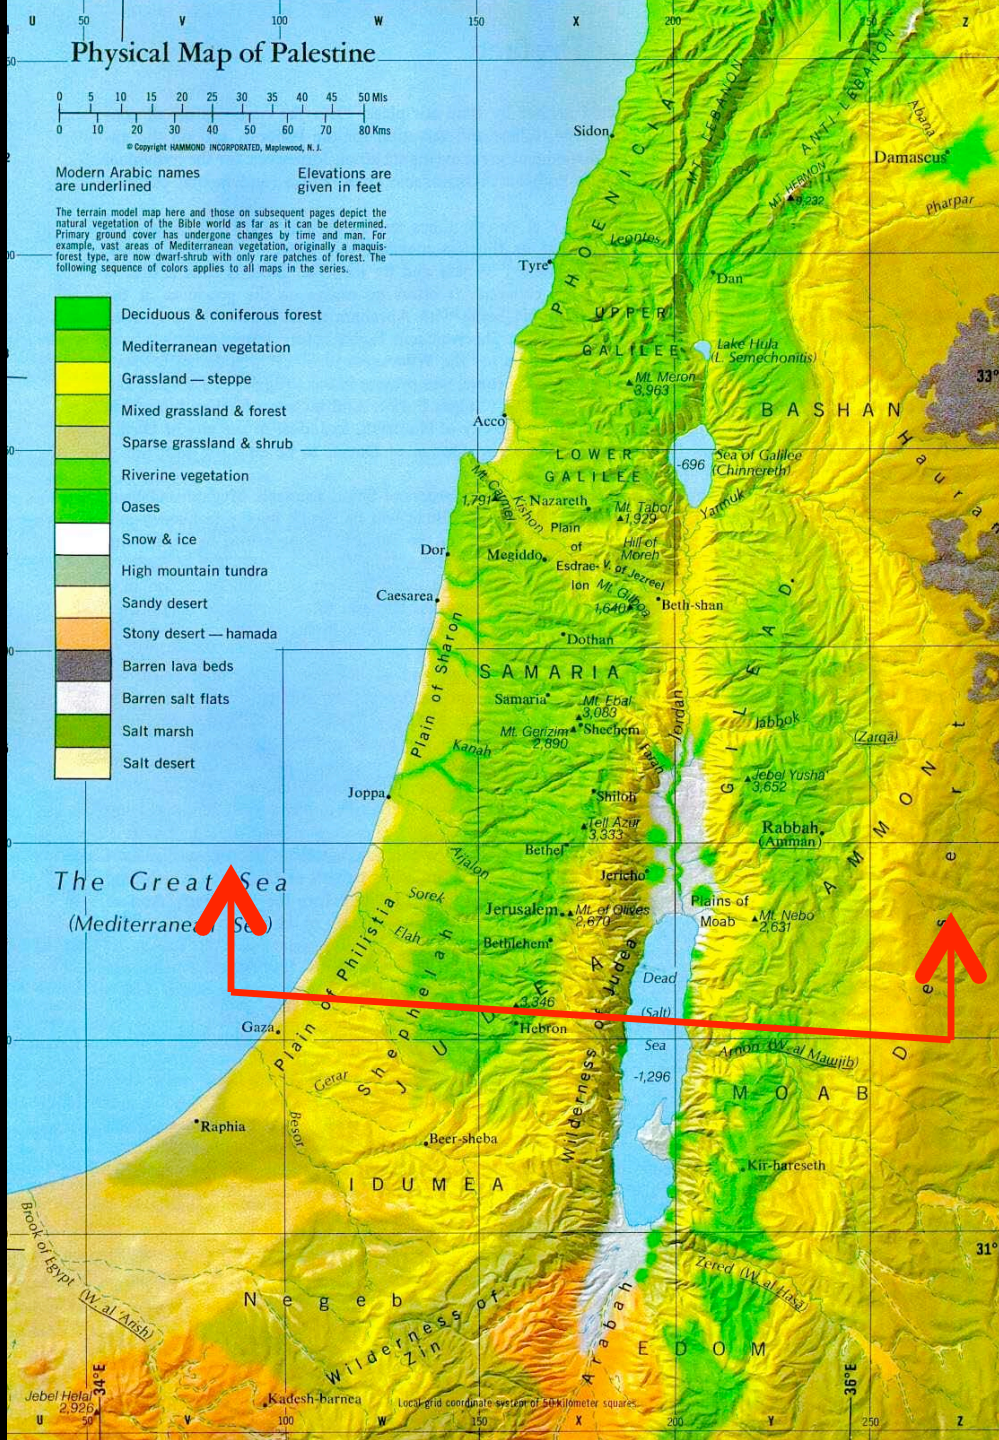 U 50 V 100 W 150 X 200 Y 250 Z
Physical Map of Palestine
0 5 10 15 20 25 30 35 40 45 50 Mls
0 10 20 30 40 50 60 70 80 Kms
© Copyright HAMMOND INCORPORATED, Maplewood, N. J.
Modern Arabic names
are underlined
Elevations are
given in feet
The terrain model map here and those on subsequent pages depict the
natural vegetation of the Bible world as far as it can be determined.
Primary ground cover has undergone changes by time and man. For
example, vast areas of Mediterranean vegetation, originally a maquis-
forest type, are now dwarf-shrub with only rare patches of forest. The
following sequence of colors applies to all maps in the series.
Deciduous & coniferous forest
Mediterranean vegetation
Grassland — steppe
Mixed grassland & forest
Sparse grassland & shrub
Riverine vegetation
Oases
Snow & ice
High mountain tundra
Sandy desert
Stony desert — hamada
Barren lava beds
Barren salt flats
Salt marsh
Salt desert
Sidon
PHOENICIA
MT. LEBANON
ANTI-LEBANON
Abana
Damascus
MT. HERMON
9,232
Pharpar
Leontes
Tyre
Dan
UPPER
GALILEE
Lake Hula
(L. Semechonitis)
Mt. Meron
3,963
33°
BASHAN
Acco
Hauran
LOWER
GALILEE
-696
Sea of Galilee
(Chinnereth)
Mt. Carmel
1,791
Kishon
Nazareth
Mt. Tabor
1,929
Yarmuk
Plain
of
Esdrae-
lon
Hill of
Moreh
Dor
Megiddo
V. of Jezreel
Mt. Gilboa
1,640
Caesarea
Beth-shan
Dothan
GILEAD
Plain of Sharon
SAMARIA
Samaria
Mt. Ebal
3,083
Mt. Gerizim
2,890
Shechem
Jordan
Jabbok
(Zarqa)
Kanah
Farah
Jebel Yusha'
3,652
Joppa
Shiloh
Tell Azur
3,333
Rabbah
(Amman)
AMMON
Desert
Bethel
Ajalon
Jericho
The Great Sea
(Mediterranean Sea)
Sorek
Jerusalem
Mt. of Olives
2,670
Plains of
Moab
Mt. Nebo
2,631
Elah
Bethlehem
Plain of Philistia
Shephelah
JUDEA
Wilderness of Judea
Dead
(Salt)
Sea
-1,296
3,346
Hebron
Gaza
Arnon (W. al Mawjib)
Gerar
MOAB
Besor
Raphia
Beer-sheba
Kir-hareseth
IDUMEA
Brook of Egypt
(W. al 'Arish)
31°
Zered (W. al Hasa)
Negeb
Wilderness of
Zin
Arabah
EDOM
Jebel Helal
2,926
34°E
Kadesh-barnea
Local grid coordinate system of 50 kilometer squares.
36°E
U 50 V 100 W 150 X 200 Y 250 Z